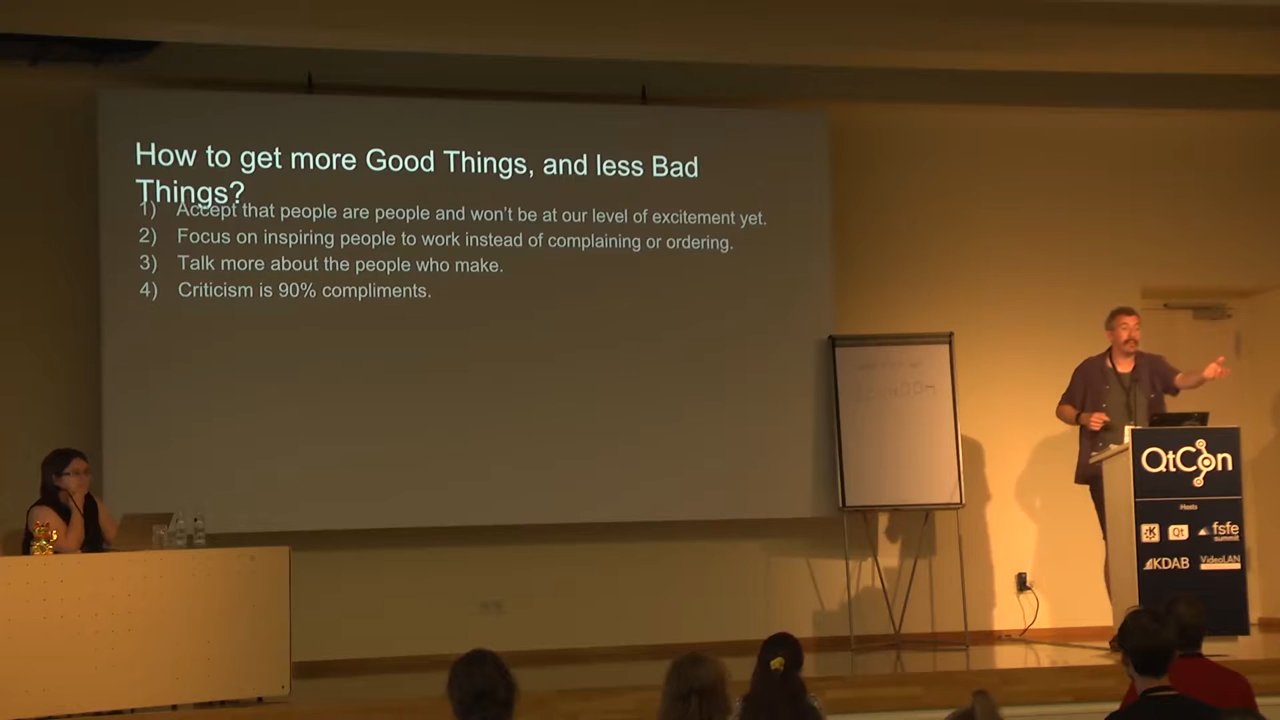 How to get more Good Things, and less Bad
Things?
1) Accept that people are people and won't be at our level of excitement yet.
2) Focus on inspiring people to work instead of complaining or ordering.
3) Talk more about the people who make.
4) Criticism is 90% compliments.
QtCon
Hosts
K Qt fsfe
summit
KDAB VideoLAN